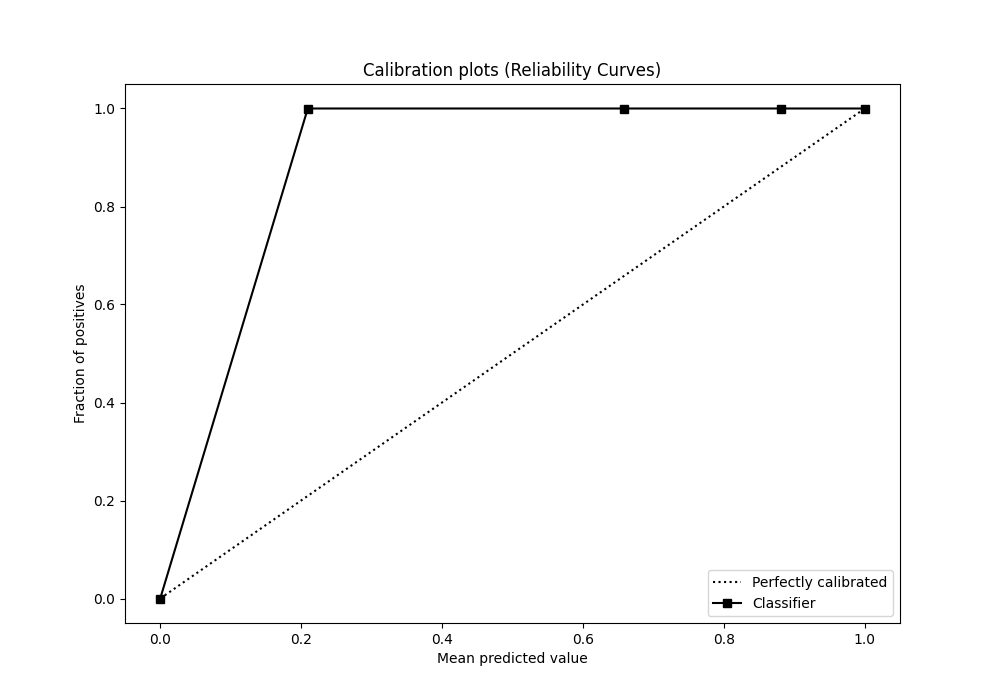 Calibration plots (Reliability Curves)
1.0
0.8
0.6
0.4
0.2
0.0
Fraction of positives
0.0 0.2 0.4 0.6 0.8 1.0
Mean predicted value
Perfectly calibrated
Classifier